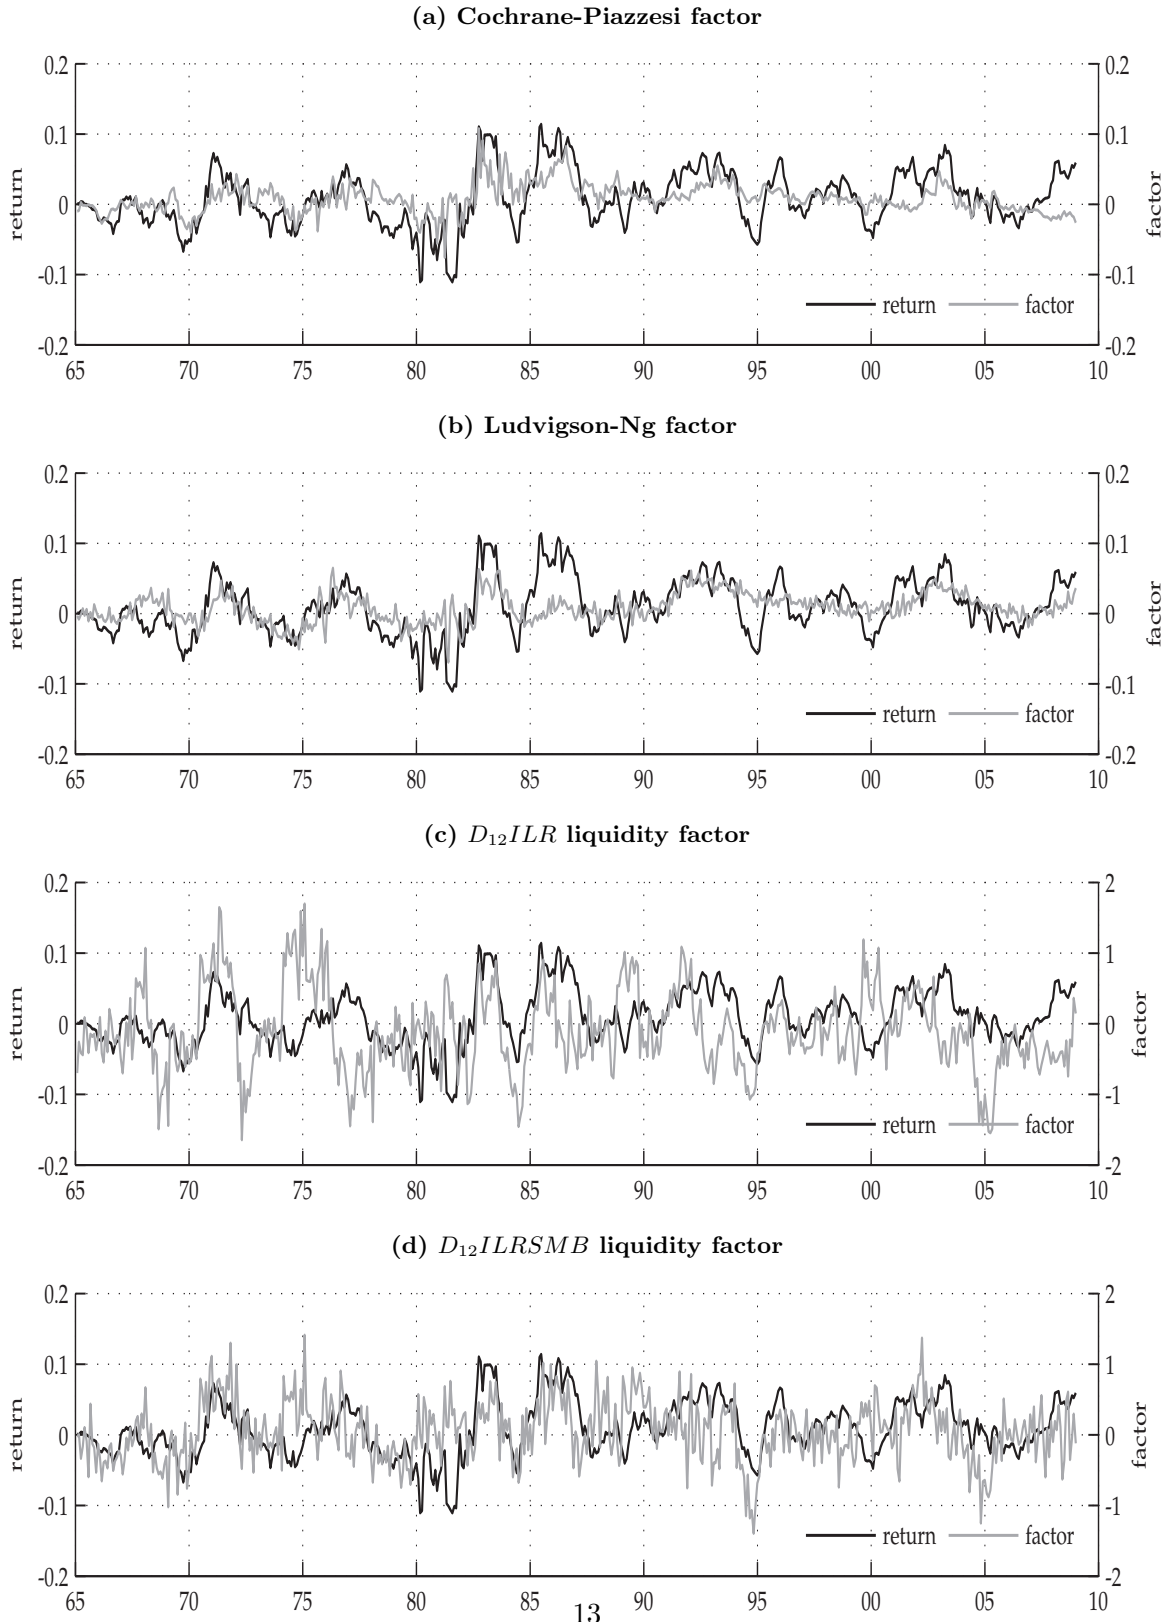 (a) Cochrane-Piazzesi factor
0.2 0.2
0.1 0.1
return 0 0 factor
-0.1 -0.1
return factor
-0.2 -0.2
65 70 75 80 85 90 95 00 05 10
(b) Ludvigson-Ng factor
0.2 0.2
0.1 0.1
return 0 0 factor
-0.1 -0.1
return factor
-0.2 -0.2
65 70 75 80 85 90 95 00 05 10
(c) D₁₂ILR liquidity factor
0.2 2
0.1 1
return 0 0 factor
-0.1 -1
return factor
-0.2 -2
65 70 75 80 85 90 95 00 05 10
(d) D₁₂ILRSMB liquidity factor
0.2 2
0.1 1
return 0 0 factor
-0.1 -1
return factor
-0.2 -2
65 70 75 80 85 90 95 00 05 10
13